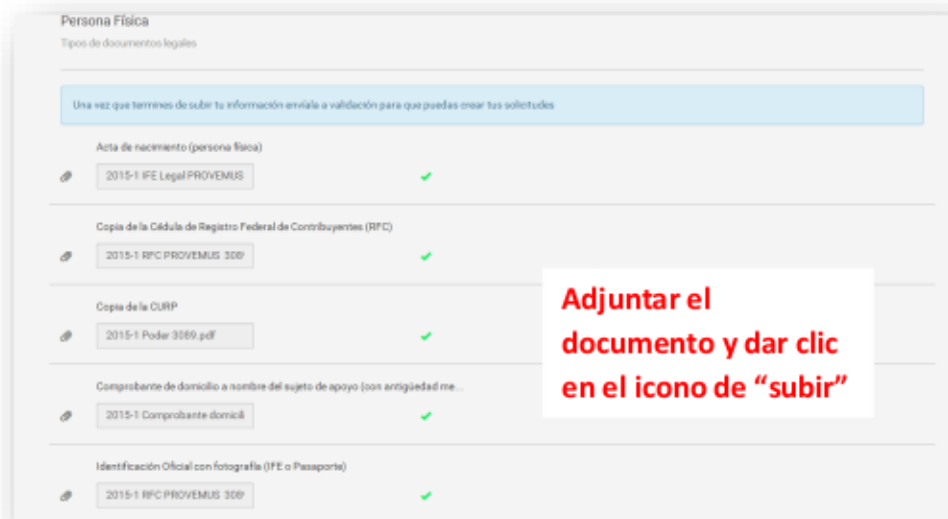 Persona Física
Tipos de documentos legales
Una vez que termines de subir tu información envíala a validación para que puedas crear tus solicitudes
Acta de nacimiento (persona física)
2015-1 IFE Legal PROVEMUS
Copia de la Cédula de Registro Federal de Contribuyentes (RFC)
2015-1 RFC PROVEMUS 308
Copia de la CURP
2015-1 Poder 3089.pdf
Comprobante de domicilio a nombre del sujeto de apoyo (con antigüedad me...
2015-1 Comprobante domicili
Identificación Oficial con fotografía (IFE o Pasaporte)
2015-1 RFC PROVEMUS 308
Adjuntar el
documento y dar clic
en el icono de “subir”